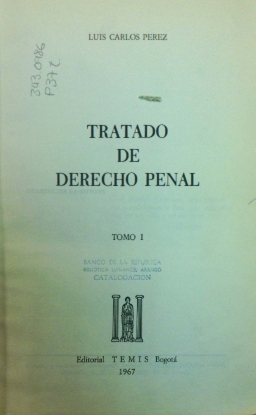 LUIS CARLOS PEREZ
343.0986
P37t
TRATADO
DE
DERECHO PENAL
TOMO I
BANCO DE LA REPUBLICA
BIBLIOTECA LUIS-ANGEL ARANGO
CATALOGACION
Editorial TEMIS Bogotá
1967